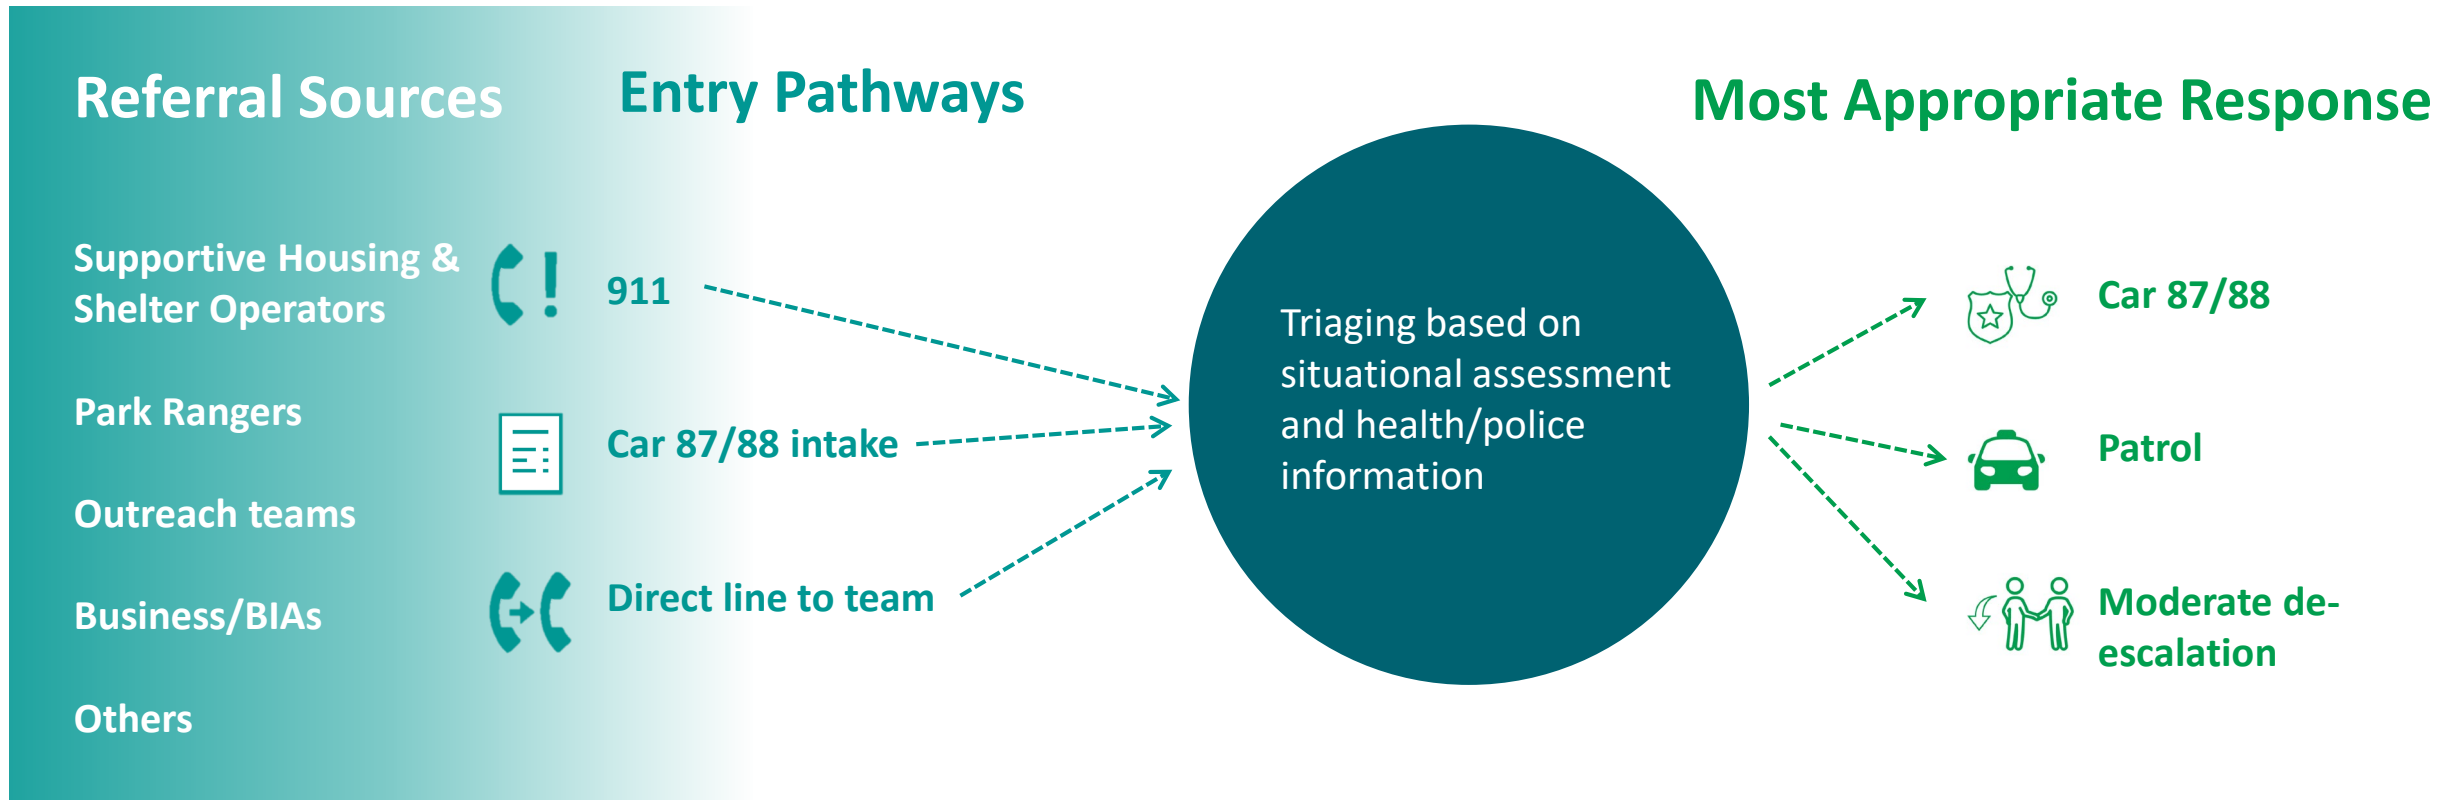 Referral Sources
Supportive Housing &
Shelter Operators
Park Rangers
Outreach teams
Business/BIAs
Others
Entry Pathways
911
Car 87/88 intake
Direct line to team
Triaging based on
situational assessment
and health/police
information
Most Appropriate Response
Car 87/88
Patrol
Moderate de-
escalation